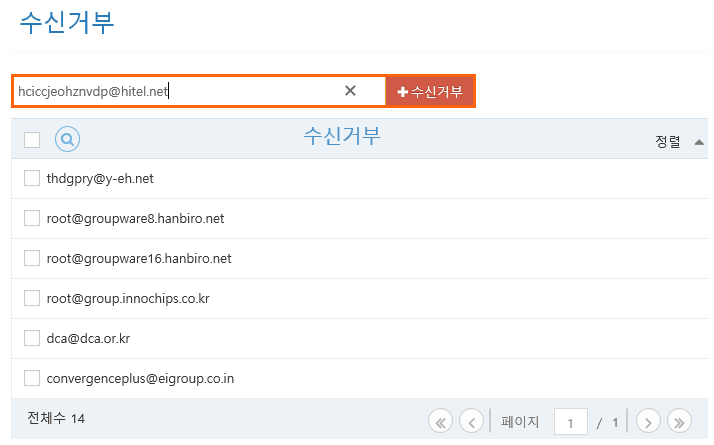 수신거부
hciccjeohznvdp@hitel.net × +수신거부
수신거부 정렬
thdgpry@y-eh.net
root@groupware8.hanbiro.net
root@groupware16.hanbiro.net
root@group.innochips.co.kr
dca@dca.or.kr
convergenceplus@eigroup.co.in
전체수 14 페이지 1 / 1